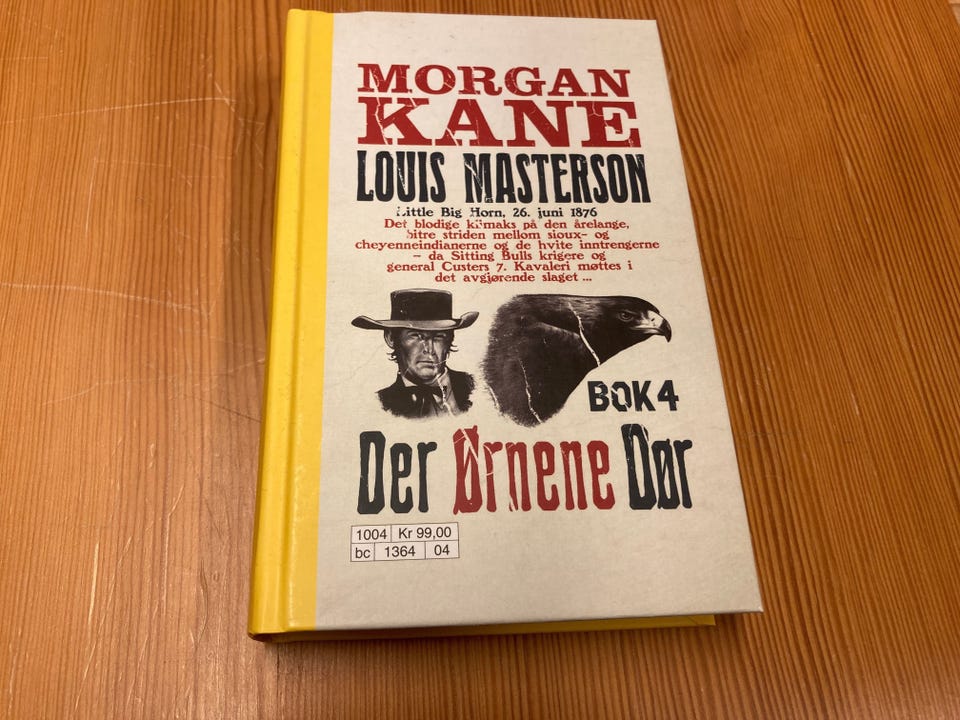 MORGAN
KANE
LOUIS MASTERSON
Little Big Horn, 26. juni 1876
Det blodige klimaks på den årelange,
bitre striden mellom sioux- og
cheyenneindianerne og de hvite inntrengerne
– da Sitting Bulls krigere og
general Custers 7. Kavaleri møttes i
det avgjørende slaget ...
BOK 4
Der Ørnene Dør
1004 Kr 99,00
bc 1364 04